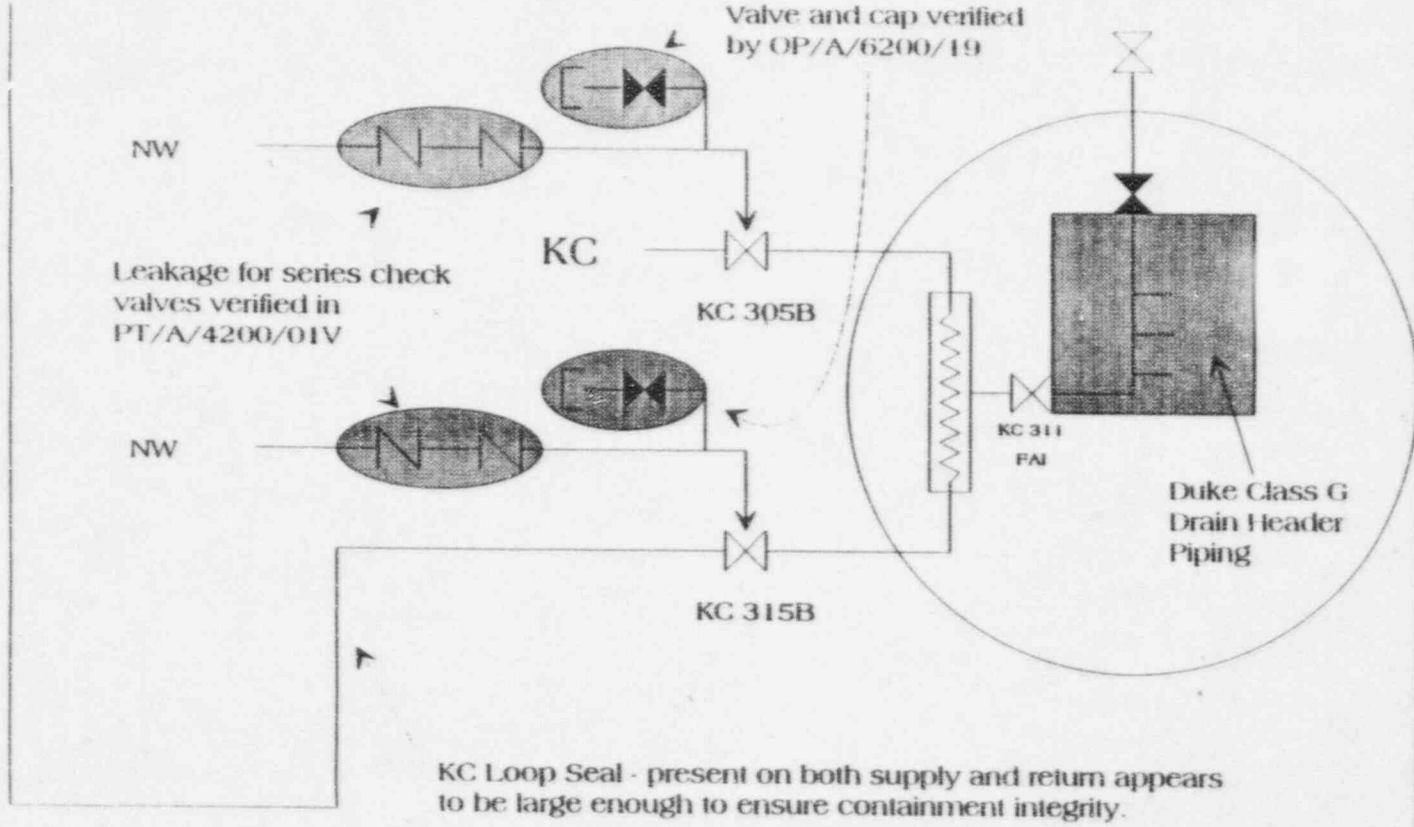 Valve and cap verified
by OP/A/6200/19
NW
KC
Leakage for series check
valves verified in
PT/A/4200/01V
KC 305B
NW
KC 311
FAI
Duke Class G
Drain Header
Piping
KC 315B
KC Loop Seal - present on both supply and return appears
to be large enough to ensure containment integrity.